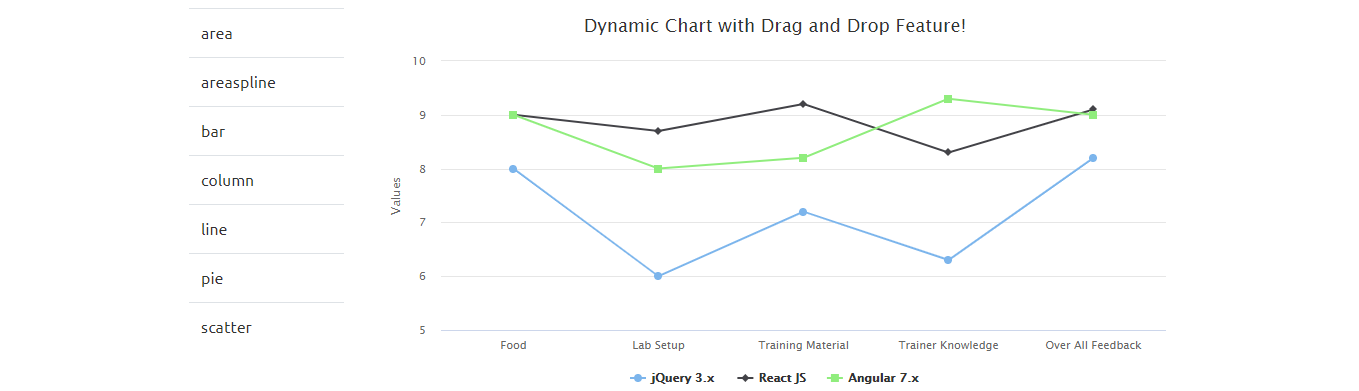 area
areaspline
bar
column
line
pie
scatter
Dynamic Chart with Drag and Drop Feature!
10
9
8
7
6
5
Values
Food Lab Setup Training Material Trainer Knowledge Over All Feedback
jQuery 3.x React JS Angular 7.x